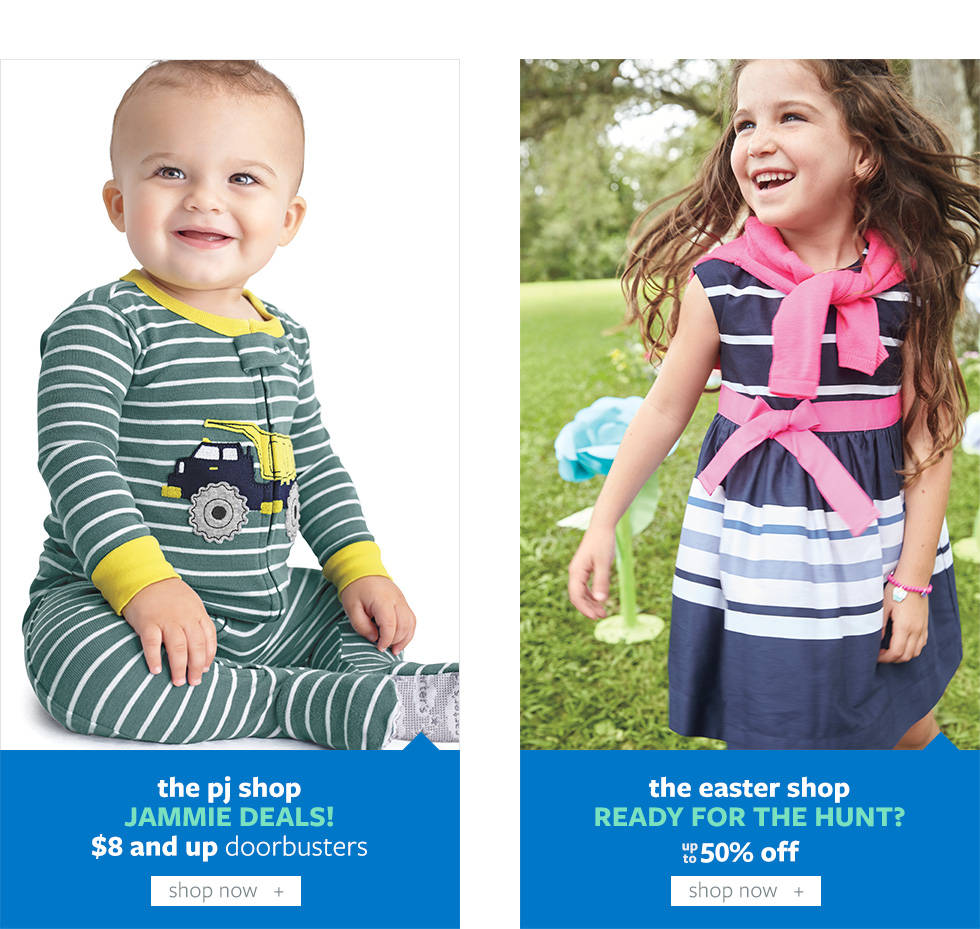 the pj shop
JAMMIE DEALS!
$8 and up doorbusters
shop now +
the easter shop
READY FOR THE HUNT?
up to 50% off
shop now +